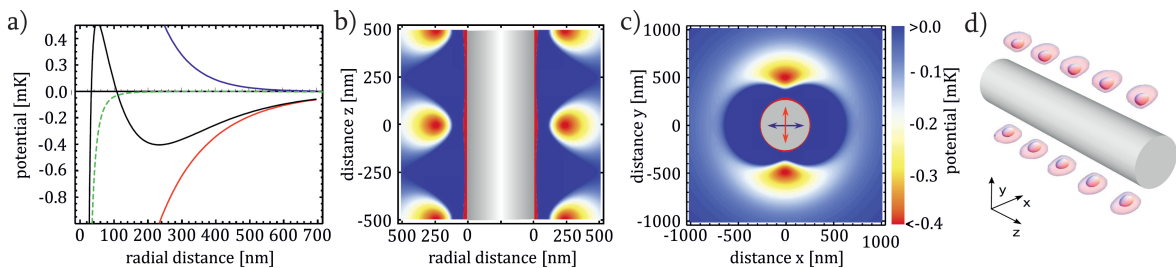 a)
0.4
0.2
0.0
-0.2
-0.4
-0.6
-0.8
potential [mK]
0 100 200 300 400 500 600 700
radial distance [nm]
b)
500
250
0
-250
-500
distance z [nm]
500 250 0 0 250 500
radial distance [nm]
c)
1000
500
0
-500
-1000
distance y [nm]
-1000 -500 0 500 1000
distance x [nm]
>0.0
- 0.1
-0.2
-0.3
<-0.4
potential [mK]
d)
y
x
z